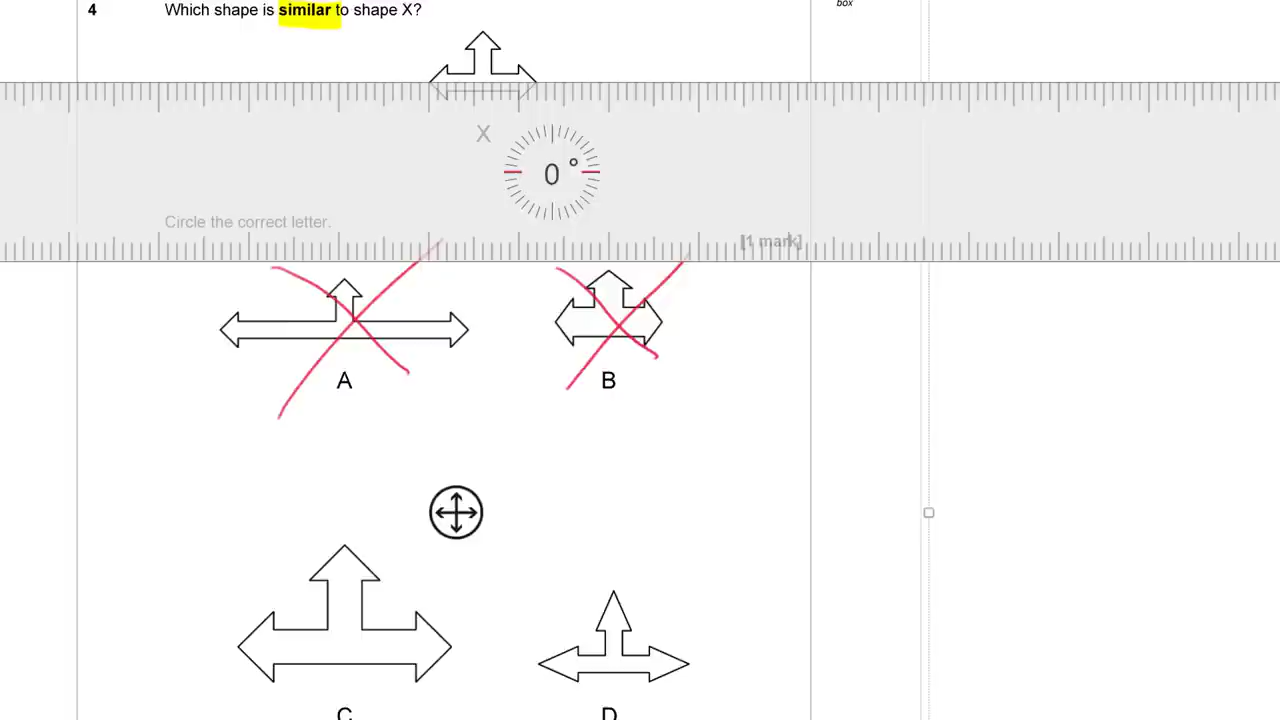 box
4 Which shape is similar to shape X?
X
0°
Circle the correct letter.
[1 mark]
A B
C D